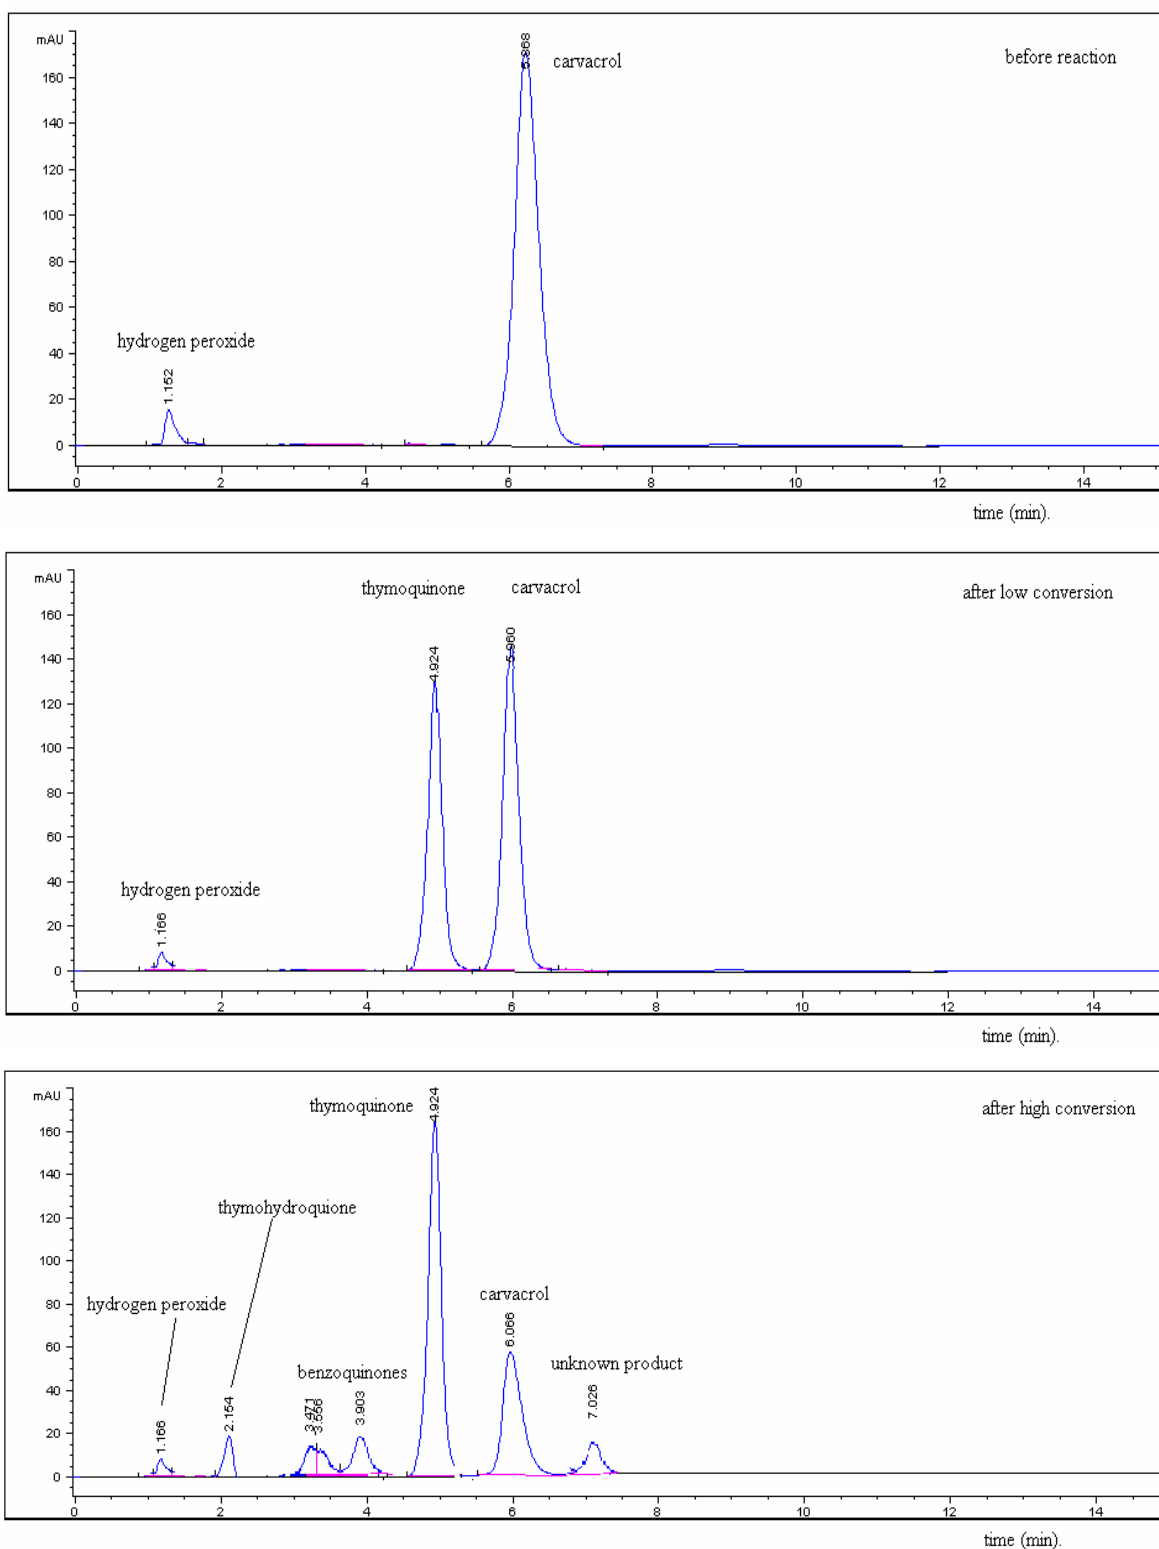 mAU
5.868
carvacrol
before reaction
160
140
120
100
80
60
hydrogen peroxide
40
1.152
20
0
0 2 4 6 8 10 12 14
time (min).
mAU
thymoquinone
carvacrol
after low conversion
160
4.924
5.960
140
120
100
80
60
40
hydrogen peroxide
1.166
20
0
0 2 4 6 8 10 12 14
time (min).
mAU
thymoquinone
4.924
after high conversion
160
140
thymohydroquione
120
100
hydrogen peroxide
carvacrol
80
6.066
60
benzoquinones
unknown product
40
1.166
2.154
3.471
3.556
3.903
7.026
20
0
0 2 4 6 8 10 12 14
time (min).